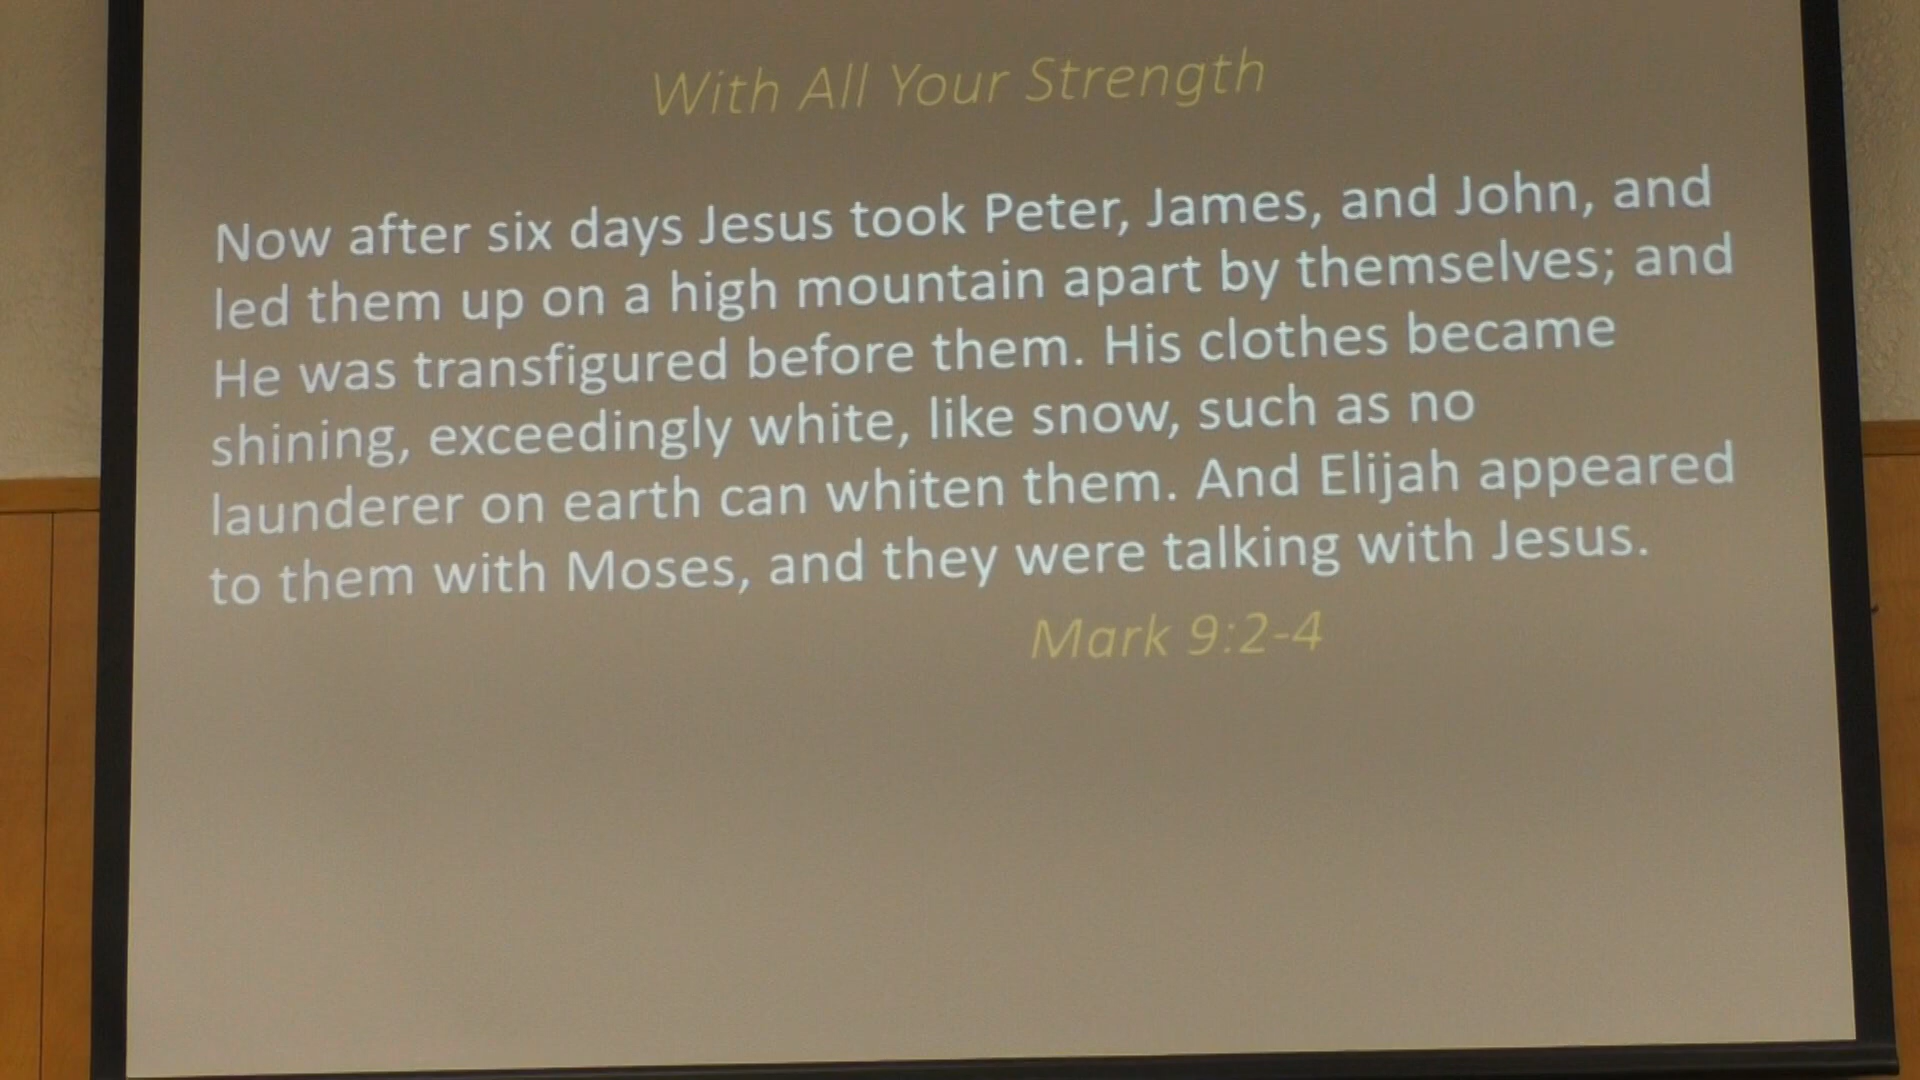 With All Your Strength
Now after six days Jesus took Peter, James, and John, and
led them up on a high mountain apart by themselves; and
He was transfigured before them. His clothes became
shining, exceedingly white, like snow, such as no
launderer on earth can whiten them. And Elijah appeared
to them with Moses, and they were talking with Jesus.
Mark 9:2-4